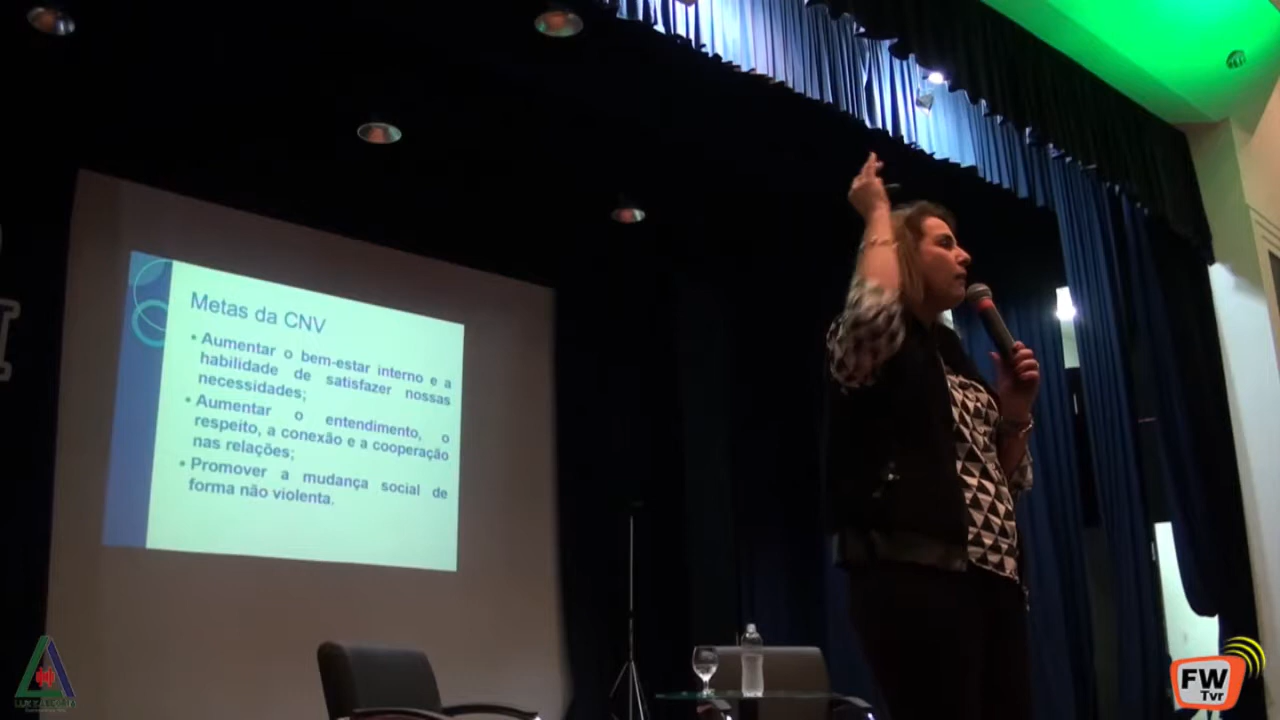 Metas da CNV
• Aumentar o bem-estar interno e a
habilidade de satisfazer nossas
necessidades;
• Aumentar o entendimento, o
respeito, a conexão e a cooperação
nas relações;
• Promover a mudança social de
forma não violenta.
FW
Tvr